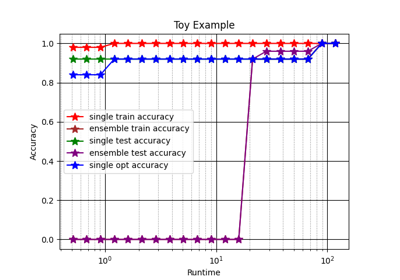 Toy Example
1.0
0.8
0.6
0.4
0.2
0.0
Accuracy
single train accuracy
ensemble train accuracy
single test accuracy
ensemble test accuracy
single opt accuracy
10⁰
10¹
10²
Runtime